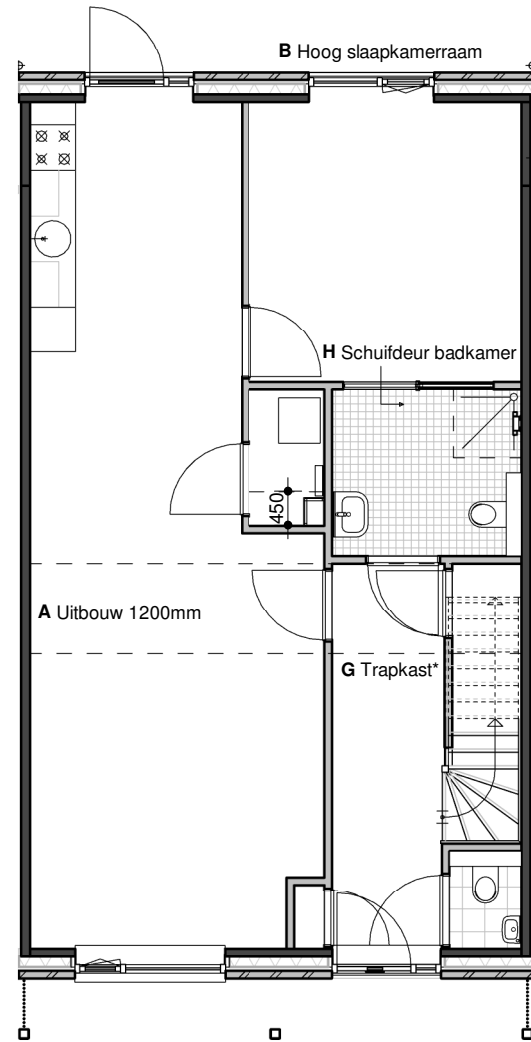 B Hoog slaapkamerraam
H Schuifdeur badkamer
450
A Uitbouw 1200mm
G Trapkast*